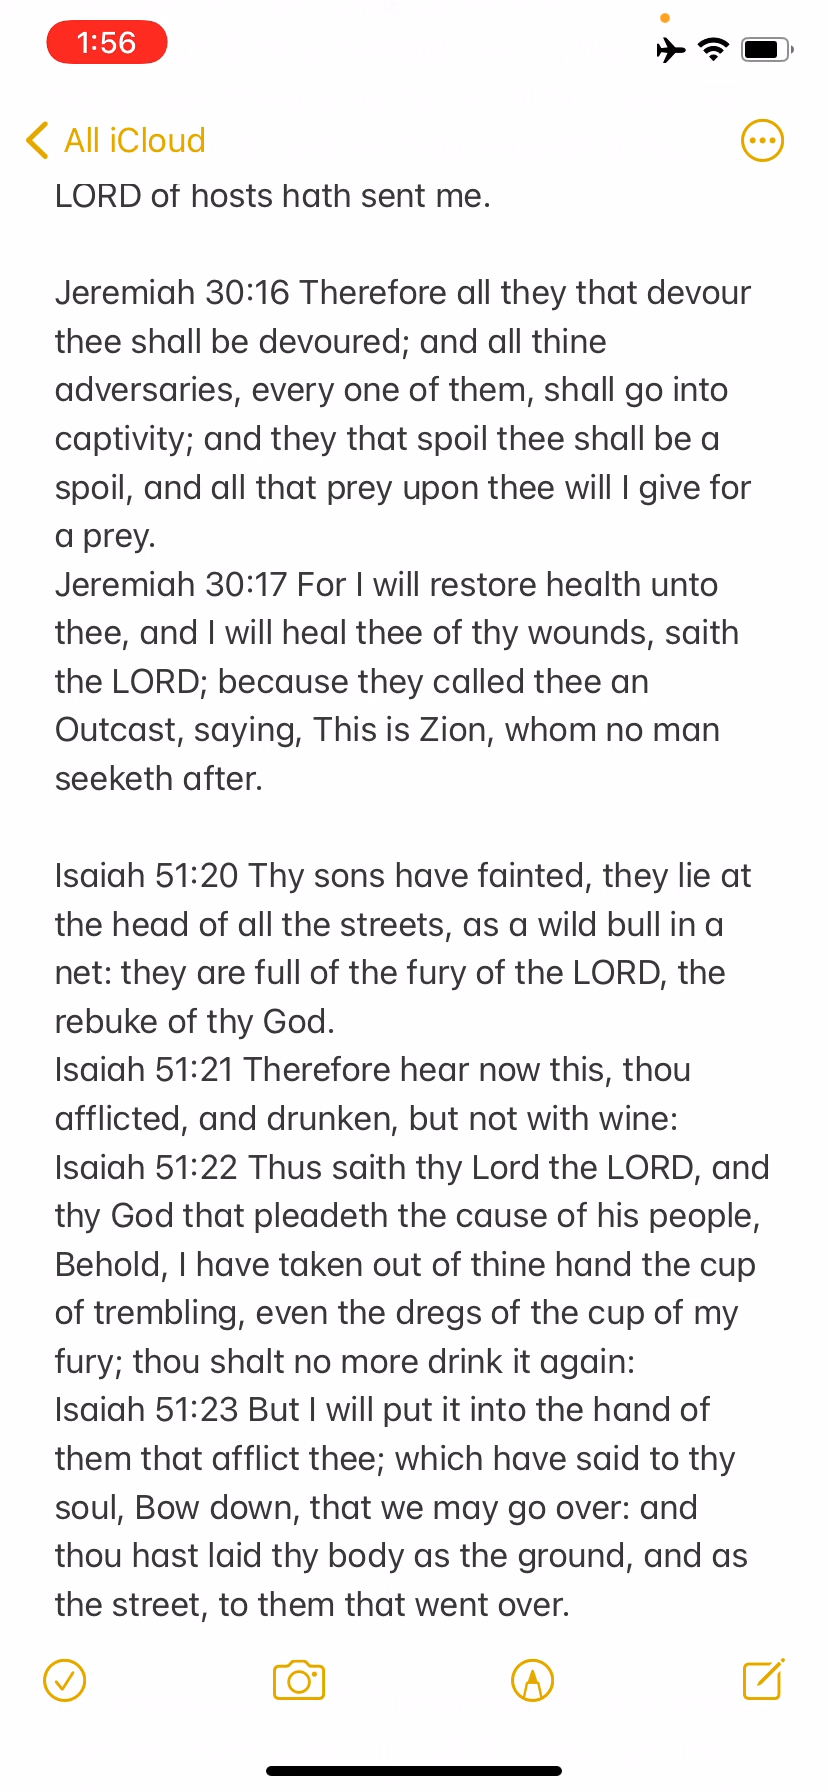 1:56
All iCloud
LORD of hosts hath sent me.
Jeremiah 30:16 Therefore all they that devour
thee shall be devoured; and all thine
adversaries, every one of them, shall go into
captivity; and they that spoil thee shall be a
spoil, and all that prey upon thee will I give for
a prey.
Jeremiah 30:17 For I will restore health unto
thee, and I will heal thee of thy wounds, saith
the LORD; because they called thee an
Outcast, saying, This is Zion, whom no man
seeketh after.
Isaiah 51:20 Thy sons have fainted, they lie at
the head of all the streets, as a wild bull in a
net: they are full of the fury of the LORD, the
rebuke of thy God.
Isaiah 51:21 Therefore hear now this, thou
afflicted, and drunken, but not with wine:
Isaiah 51:22 Thus saith thy Lord the LORD, and
thy God that pleadeth the cause of his people,
Behold, I have taken out of thine hand the cup
of trembling, even the dregs of the cup of my
fury; thou shalt no more drink it again:
Isaiah 51:23 But I will put it into the hand of
them that afflict thee; which have said to thy
soul, Bow down, that we may go over: and
thou hast laid thy body as the ground, and as
the street, to them that went over.